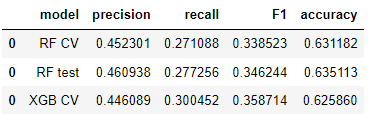 model precision recall F1 accuracy
0 RF CV 0.452301 0.271088 0.338523 0.631182
0 RF test 0.460938 0.277256 0.346244 0.635113
0 XGB CV 0.446089 0.300452 0.358714 0.625860